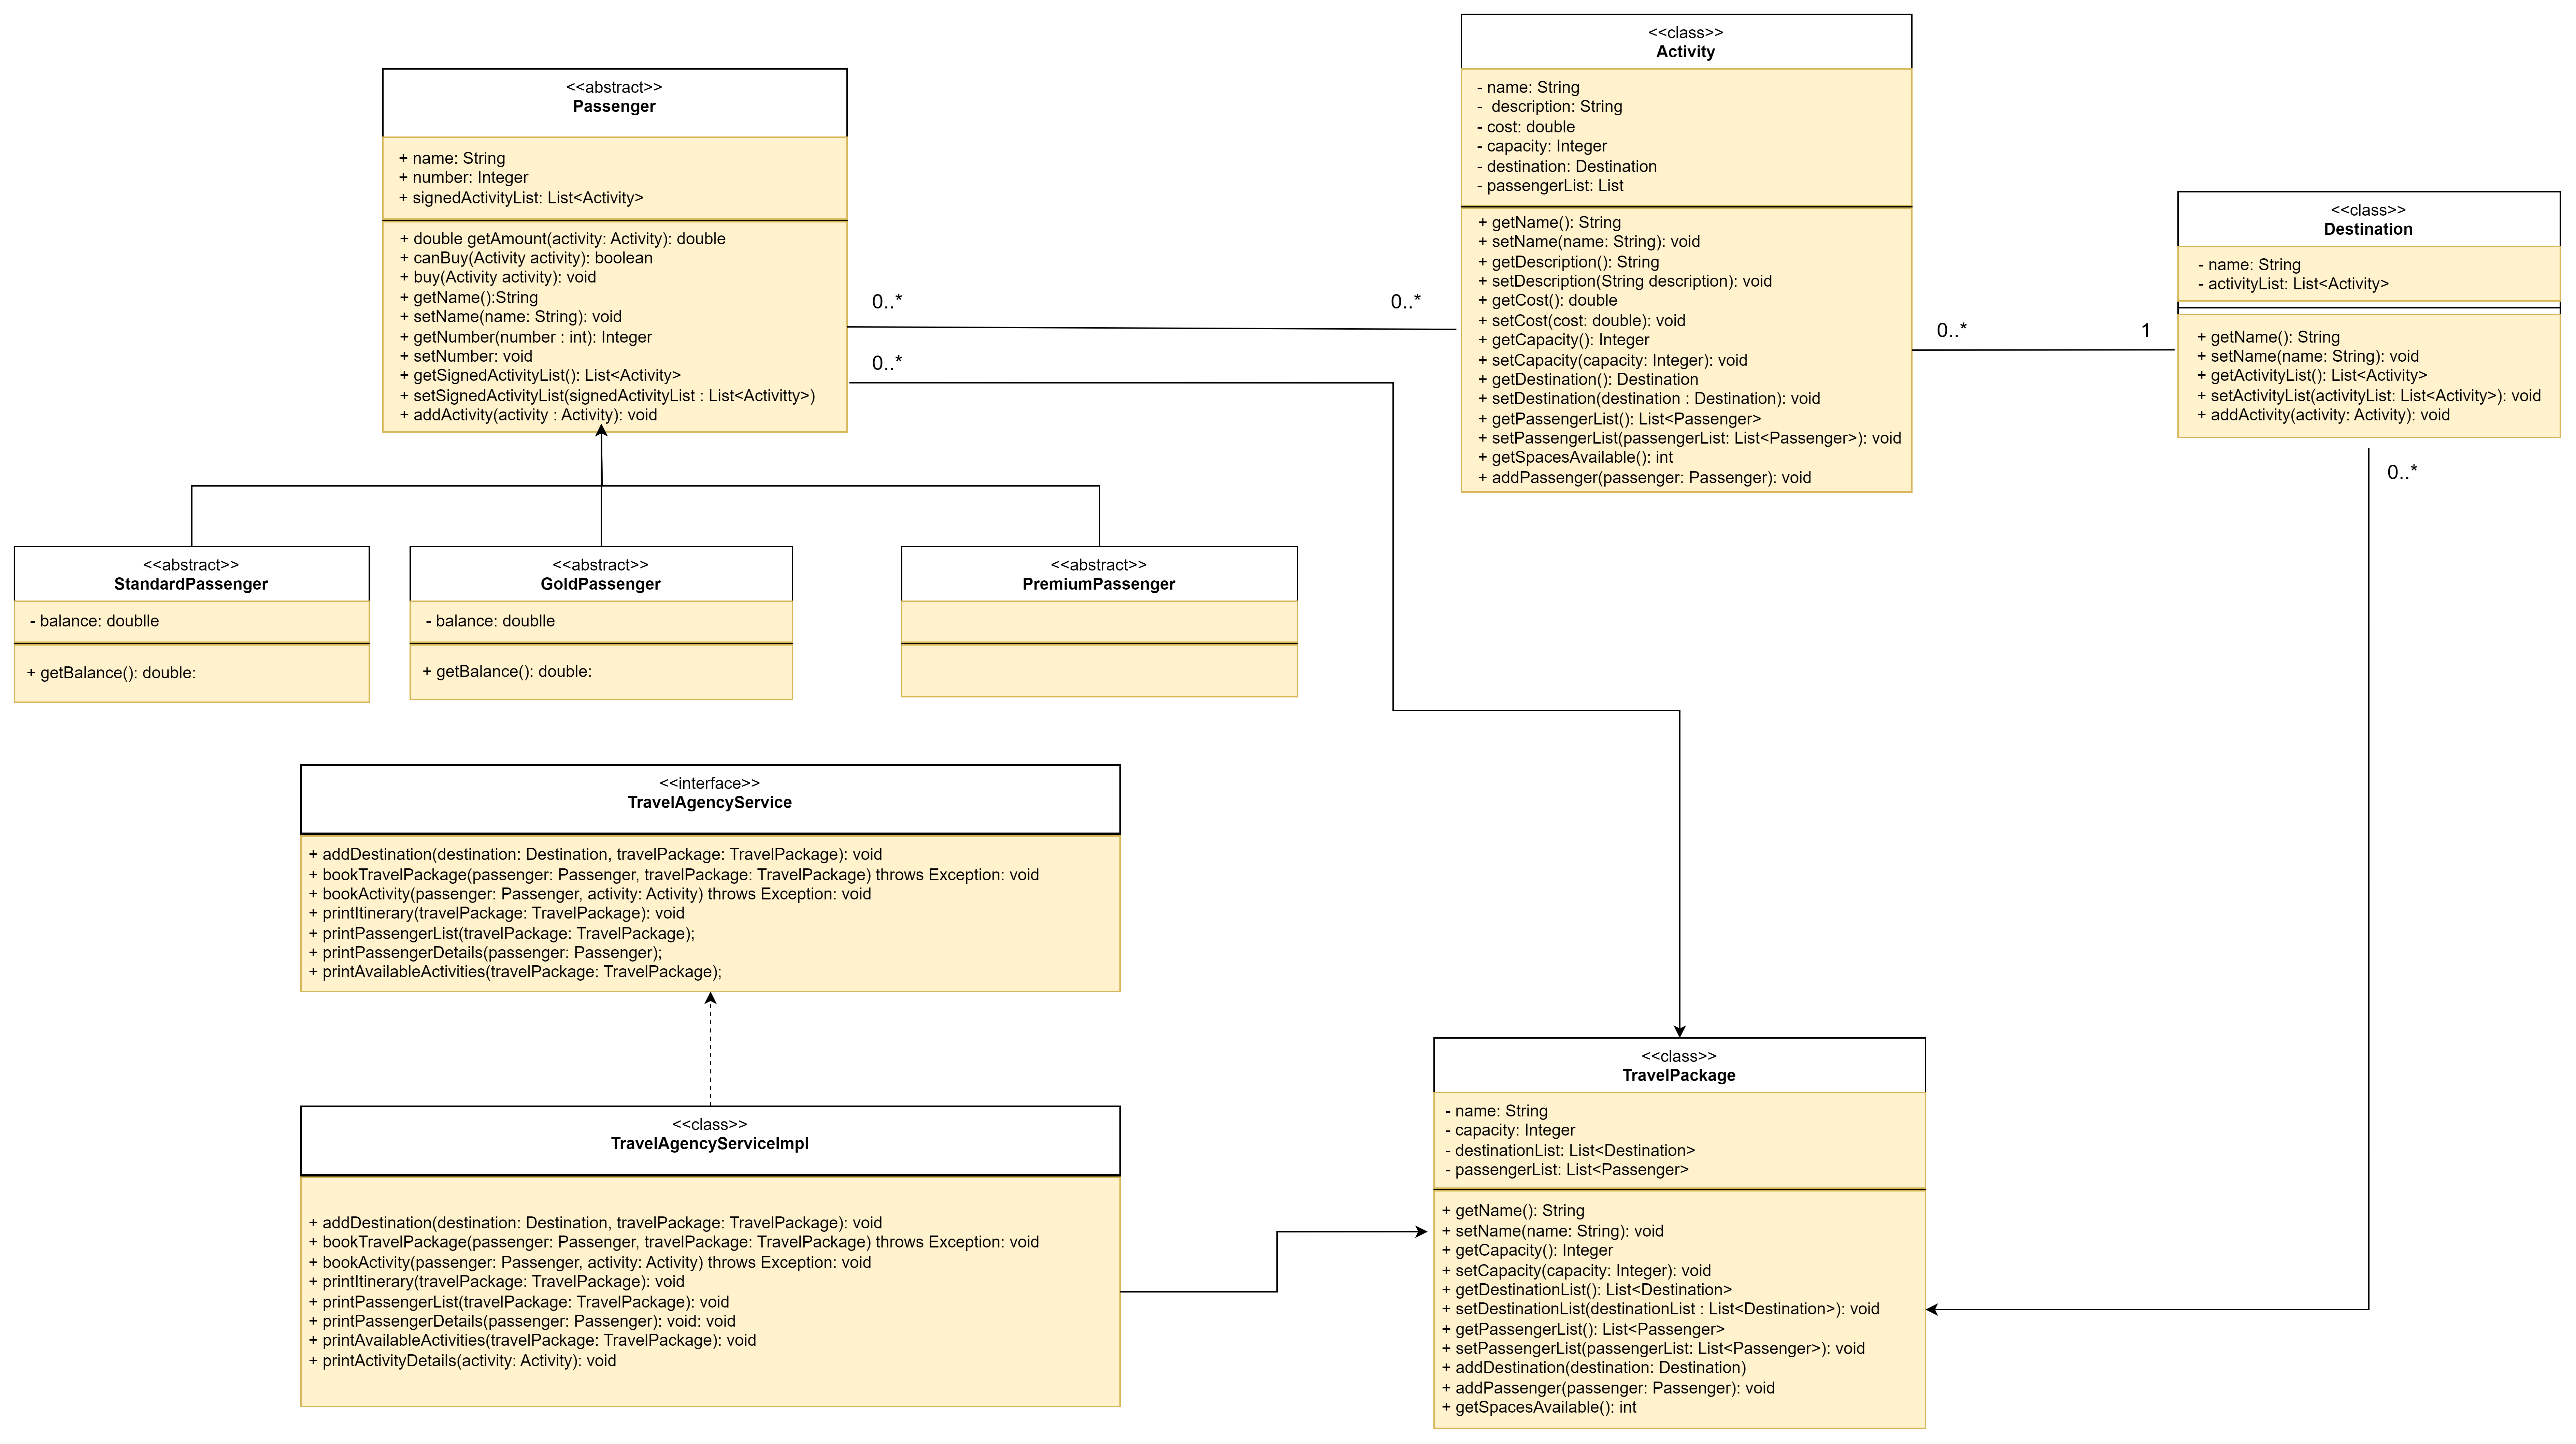 <<abstract>>
Passenger
+ name: String
+ number: Integer
+ signedActivityList: List<Activity>
+ double getAmount(activity: Activity): double
+ canBuy(Activity activity): boolean
+ buy(Activity activity): void
+ getName():String
+ setName(name: String): void
+ getNumber(number : int): Integer
+ setNumber: void
+ getSignedActivityList(): List<Activity>
+ setSignedActivityList(signedActivityList : List<Activitty>)
+ addActivity(activity : Activity): void
0..*
0..*
0..*
<<class>>
Activity
- name: String
-  description: String
- cost: double
- capacity: Integer
- destination: Destination
- passengerList: List
+ getName(): String
+ setName(name: String): void
+ getDescription(): String
+ setDescription(String description): void
+ getCost(): double
+ setCost(cost: double): void
+ getCapacity(): Integer
+ setCapacity(capacity: Integer): void
+ getDestination(): Destination
+ setDestination(destination : Destination): void
+ getPassengerList(): List<Passenger>
+ setPassengerList(passengerList: List<Passenger>): void
+ getSpacesAvailable(): int
+ addPassenger(passenger: Passenger): void
0..*
1
<<class>>
Destination
- name: String
- activityList: List<Activity>
+ getName(): String
+ setName(name: String): void
+ getActivityList(): List<Activity>
+ setActivityList(activityList: List<Activity>): void
+ addActivity(activity: Activity): void
0..*
<<abstract>>
StandardPassenger
- balance: doublle
+ getBalance(): double:
<<abstract>>
GoldPassenger
- balance: doublle
+ getBalance(): double:
<<abstract>>
PremiumPassenger
<<interface>>
TravelAgencyService
+ addDestination(destination: Destination, travelPackage: TravelPackage): void
+ bookTravelPackage(passenger: Passenger, travelPackage: TravelPackage) throws Exception: void
+ bookActivity(passenger: Passenger, activity: Activity) throws Exception: void
+ printItinerary(travelPackage: TravelPackage): void
+ printPassengerList(travelPackage: TravelPackage);
+ printPassengerDetails(passenger: Passenger);
+ printAvailableActivities(travelPackage: TravelPackage);
<<class>>
TravelAgencyServiceImpl
+ addDestination(destination: Destination, travelPackage: TravelPackage): void
+ bookTravelPackage(passenger: Passenger, travelPackage: TravelPackage) throws Exception: void
+ bookActivity(passenger: Passenger, activity: Activity) throws Exception: void
+ printItinerary(travelPackage: TravelPackage): void
+ printPassengerList(travelPackage: TravelPackage): void
+ printPassengerDetails(passenger: Passenger): void: void
+ printAvailableActivities(travelPackage: TravelPackage): void
+ printActivityDetails(activity: Activity): void
<<class>>
TravelPackage
- name: String
- capacity: Integer
- destinationList: List<Destination>
- passengerList: List<Passenger>
+ getName(): String
+ setName(name: String): void
+ getCapacity(): Integer
+ setCapacity(capacity: Integer): void
+ getDestinationList(): List<Destination>
+ setDestinationList(destinationList : List<Destination>): void
+ getPassengerList(): List<Passenger>
+ setPassengerList(passengerList: List<Passenger>): void
+ addDestination(destination: Destination)
+ addPassenger(passenger: Passenger): void
+ getSpacesAvailable(): int